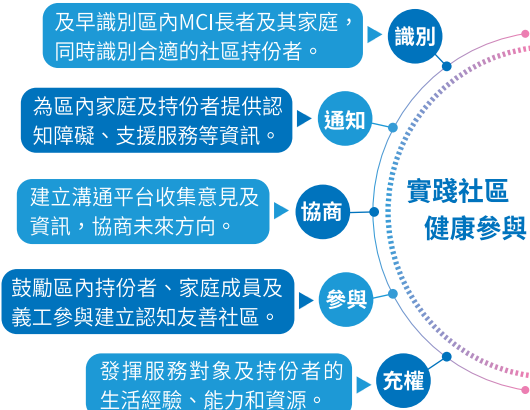 及早識別區內MCI長者及其家庭，
同時識別合適的社區持份者。
識別
為區內家庭及持份者提供認
知障礙、支援服務等資訊。
通知
建立溝通平台收集意見及
資訊，協商未來方向。
協商
實踐社區
健康參與
鼓勵區內持份者、家庭成員及
義工參與建立認知友善社區。
參與
發揮服務對象及持份者的
生活經驗、能力和資源。
充權